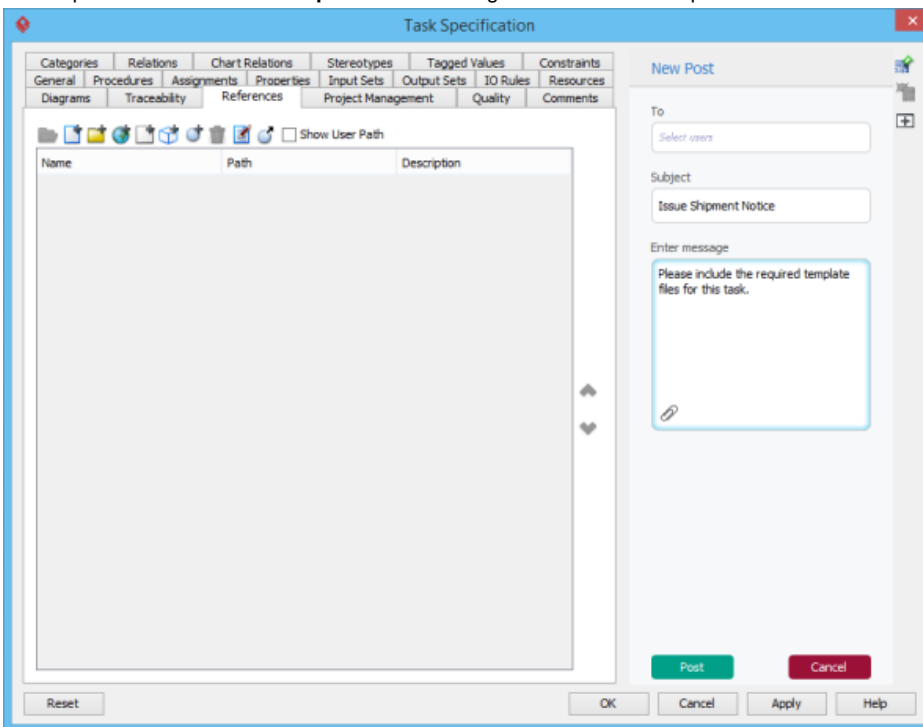 Task Specification
Categories Relations Chart Relations Stereotypes Tagged Values Constraints
General Procedures Assignments Properties Input Sets Output Sets IO Rules Resources
Diagrams Traceability References Project Management Quality Comments
Show User Path
Name Path Description
New Post
To
Select users
Subject
Issue Shipment Notice
Enter message
Please include the required template
files for this task.
Post Cancel
Reset OK Cancel Apply Help